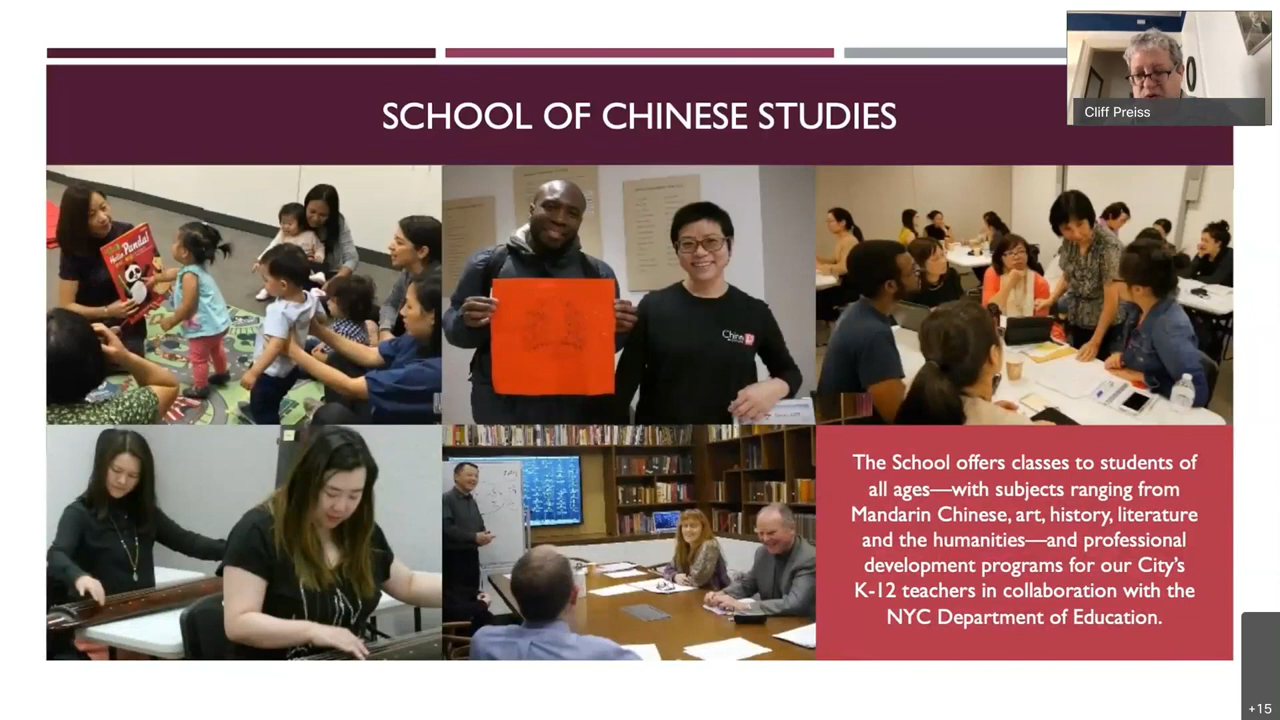 SCHOOL OF CHINESE STUDIES
Cliff Preiss
Hello,
Panda!
The School offers classes to students of
all ages—with subjects ranging from
Mandarin Chinese, art, history, literature
and the humanities—and professional
development programs for our City's
K-12 teachers in collaboration with the
NYC Department of Education.
+15